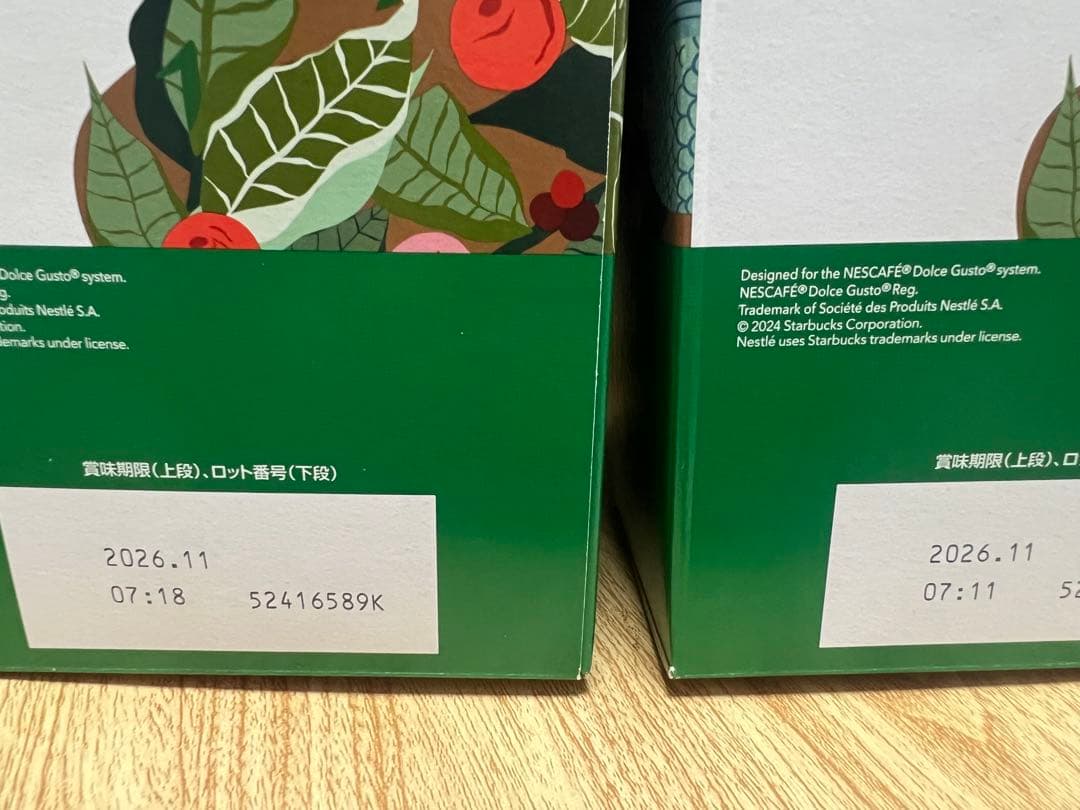 Dolce Gusto® system.
g.
oduits Nestlé S.A.
tion.
demarks under license.
賞味期限(上段)、ロット番号(下段)
2026.11
07:18 52416589K
Designed for the NESCAFÉ® Dolce Gusto® system.
NESCAFÉ® Dolce Gusto® Reg.
Trademark of Société des Produits Nestlé S.A.
© 2024 Starbucks Corporation.
Nestlé uses Starbucks trademarks under license.
賞味期限(上段)、ロ
2026.11
07:11 52